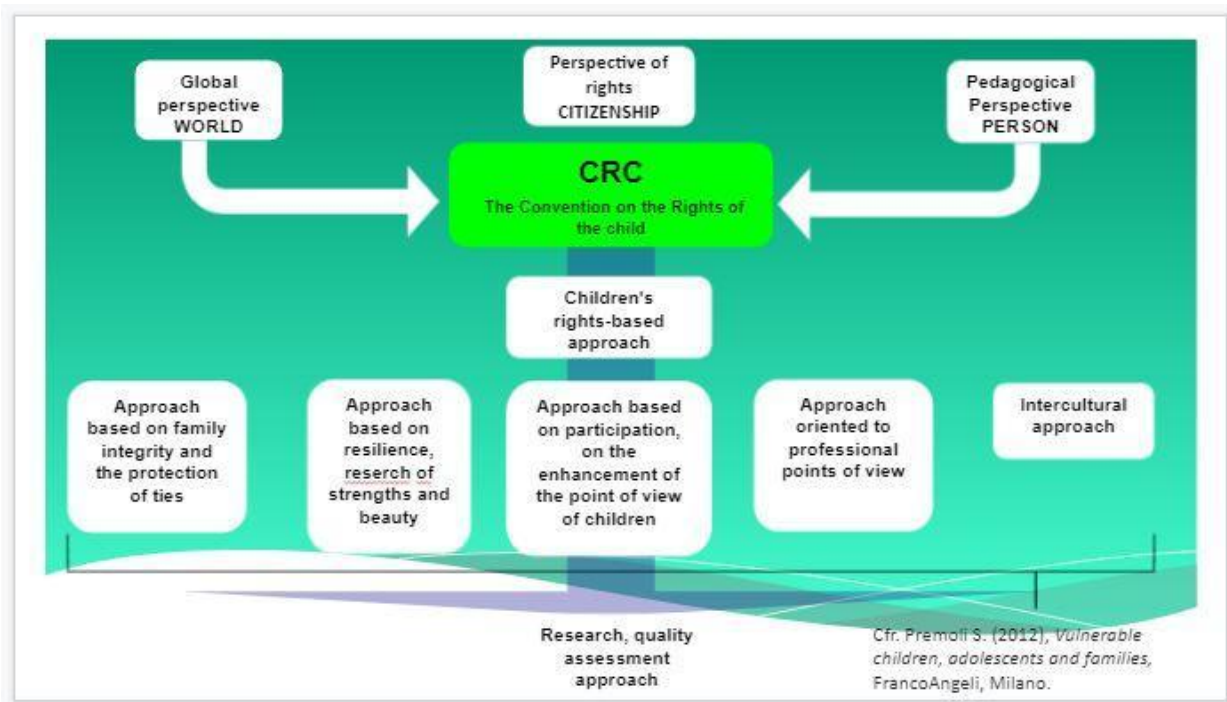 Global
perspective
WORLD
Perspective of
rights
CITIZENSHIP
Pedagogical
Perspective
PERSON
CRC
The Convention on the Rights of
the child
Children's
rights-based
approach
Approach
based on family
integrity and
the protection
of ties
Approach
based on
resilience,
reserch of
strengths and
beauty
Approach based
on participation,
on the
enhancement of
the point of view
of children
Approach
oriented to
professional
points of view
Intercultural
approach
Research, quality
assessment
approach
Cfr. Premoli S. (2012), Vulnerable
children, adolescents and families,
FrancoAngeli, Milano.